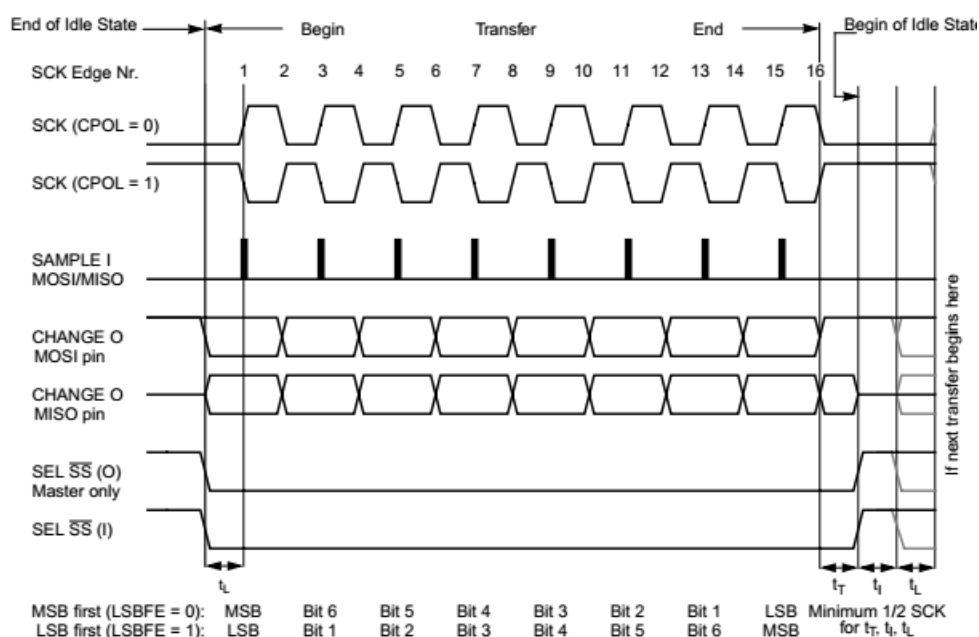 End of Idle State Begin Transfer End Begin of Idle State
SCK Edge Nr. 1 2 3 4 5 6 7 8 9 10 11 12 13 14 15 16
SCK (CPOL = 0)
SCK (CPOL = 1)
SAMPLE I
MOSI/MISO
CHANGE O
MOSI pin
CHANGE O
MISO pin
SEL SS (O)
Master only
SEL SS (I)
If next transfer begins here
tL tT tI tL
MSB first (LSBFE = 0): MSB Bit 6 Bit 5 Bit 4 Bit 3 Bit 2 Bit 1 LSB Minimum 1/2 SCK
LSB first (LSBFE = 1): LSB Bit 1 Bit 2 Bit 3 Bit 4 Bit 5 Bit 6 MSB for tT, tI, tL